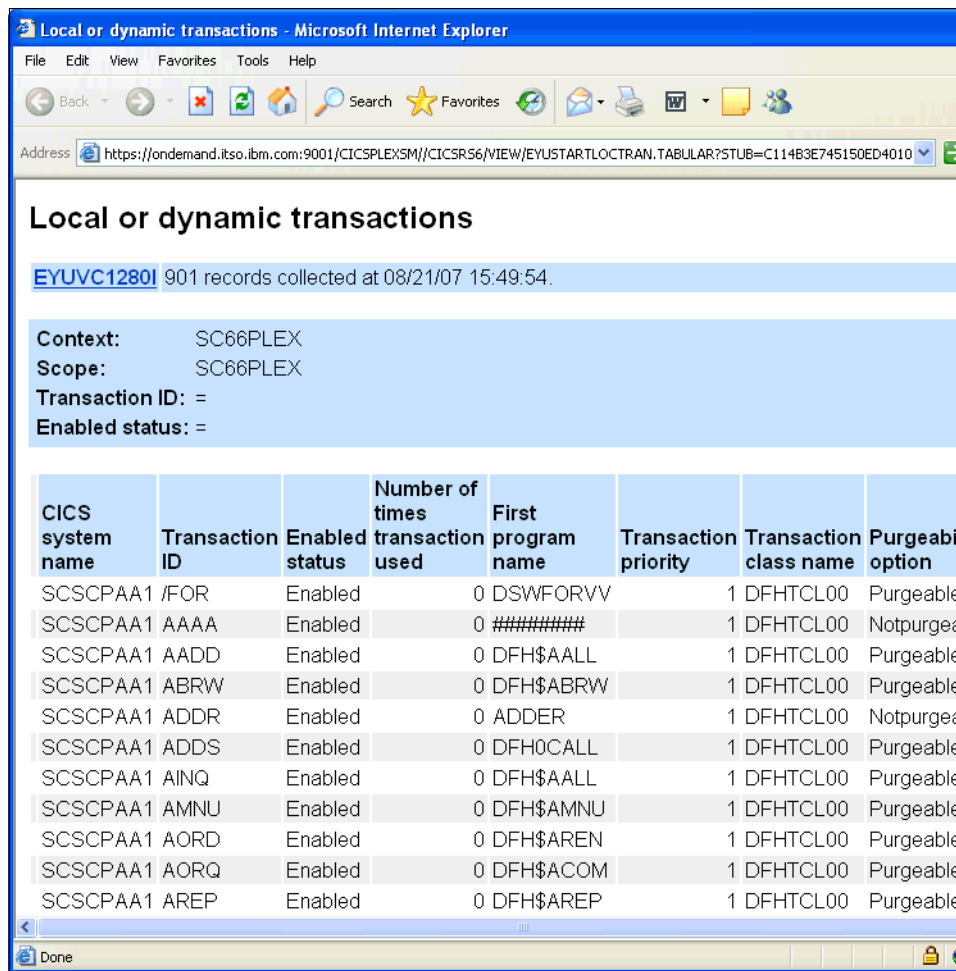 Local or dynamic transactions - Microsoft Internet Explorer
File Edit View Favorites Tools Help
Back Search Favorites
Address https://ondemand.itso.ibm.com:9001/CICSPLEXSM//CICSRS6/VIEW/EYUSTARTLOCTRAN.TABULAR?STUB=C114B3E745150ED4010
Local or dynamic transactions
EYUVC1280I 901 records collected at 08/21/07 15:49:54.
Context: SC66PLEX
Scope: SC66PLEX
Transaction ID: =
Enabled status: =
Number of
CICS times First
system Transaction Enabled transaction program Transaction Transaction Purgeabi
name ID status used name priority class name option
SCSCPAA1 /FOR Enabled 0 DSWFORVV 1 DFHTCL00 Purgeable
SCSCPAA1 AAAA Enabled 0 ######## 1 DFHTCL00 Notpurgea
SCSCPAA1 AADD Enabled 0 DFH$AALL 1 DFHTCL00 Purgeable
SCSCPAA1 ABRW Enabled 0 DFH$ABRW 1 DFHTCL00 Purgeable
SCSCPAA1 ADDR Enabled 0 ADDER 1 DFHTCL00 Notpurgea
SCSCPAA1 ADDS Enabled 0 DFH0CALL 1 DFHTCL00 Purgeable
SCSCPAA1 AINQ Enabled 0 DFH$AALL 1 DFHTCL00 Purgeable
SCSCPAA1 AMNU Enabled 0 DFH$AMNU 1 DFHTCL00 Purgeable
SCSCPAA1 AORD Enabled 0 DFH$AREN 1 DFHTCL00 Purgeable
SCSCPAA1 AORQ Enabled 0 DFH$ACOM 1 DFHTCL00 Purgeable
SCSCPAA1 AREP Enabled 0 DFH$AREP 1 DFHTCL00 Purgeable
Done